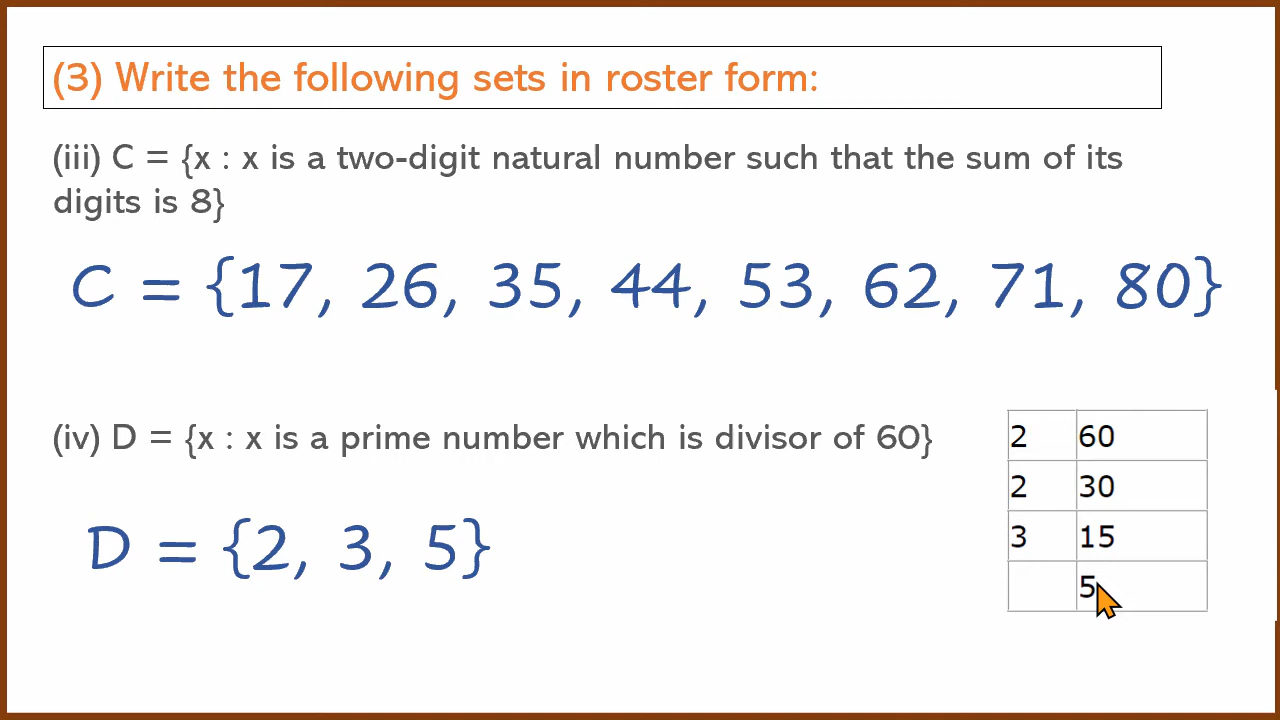 (3) Write the following sets in roster form:
(iii) C = {x : x is a two-digit natural number such that the sum of its
digits is 8}
C = {17, 26, 35, 44, 53, 62, 71, 80}
(iv) D = {x : x is a prime number which is divisor of 60}
D = {2, 3, 5}
2 60
2 30
3 15
5